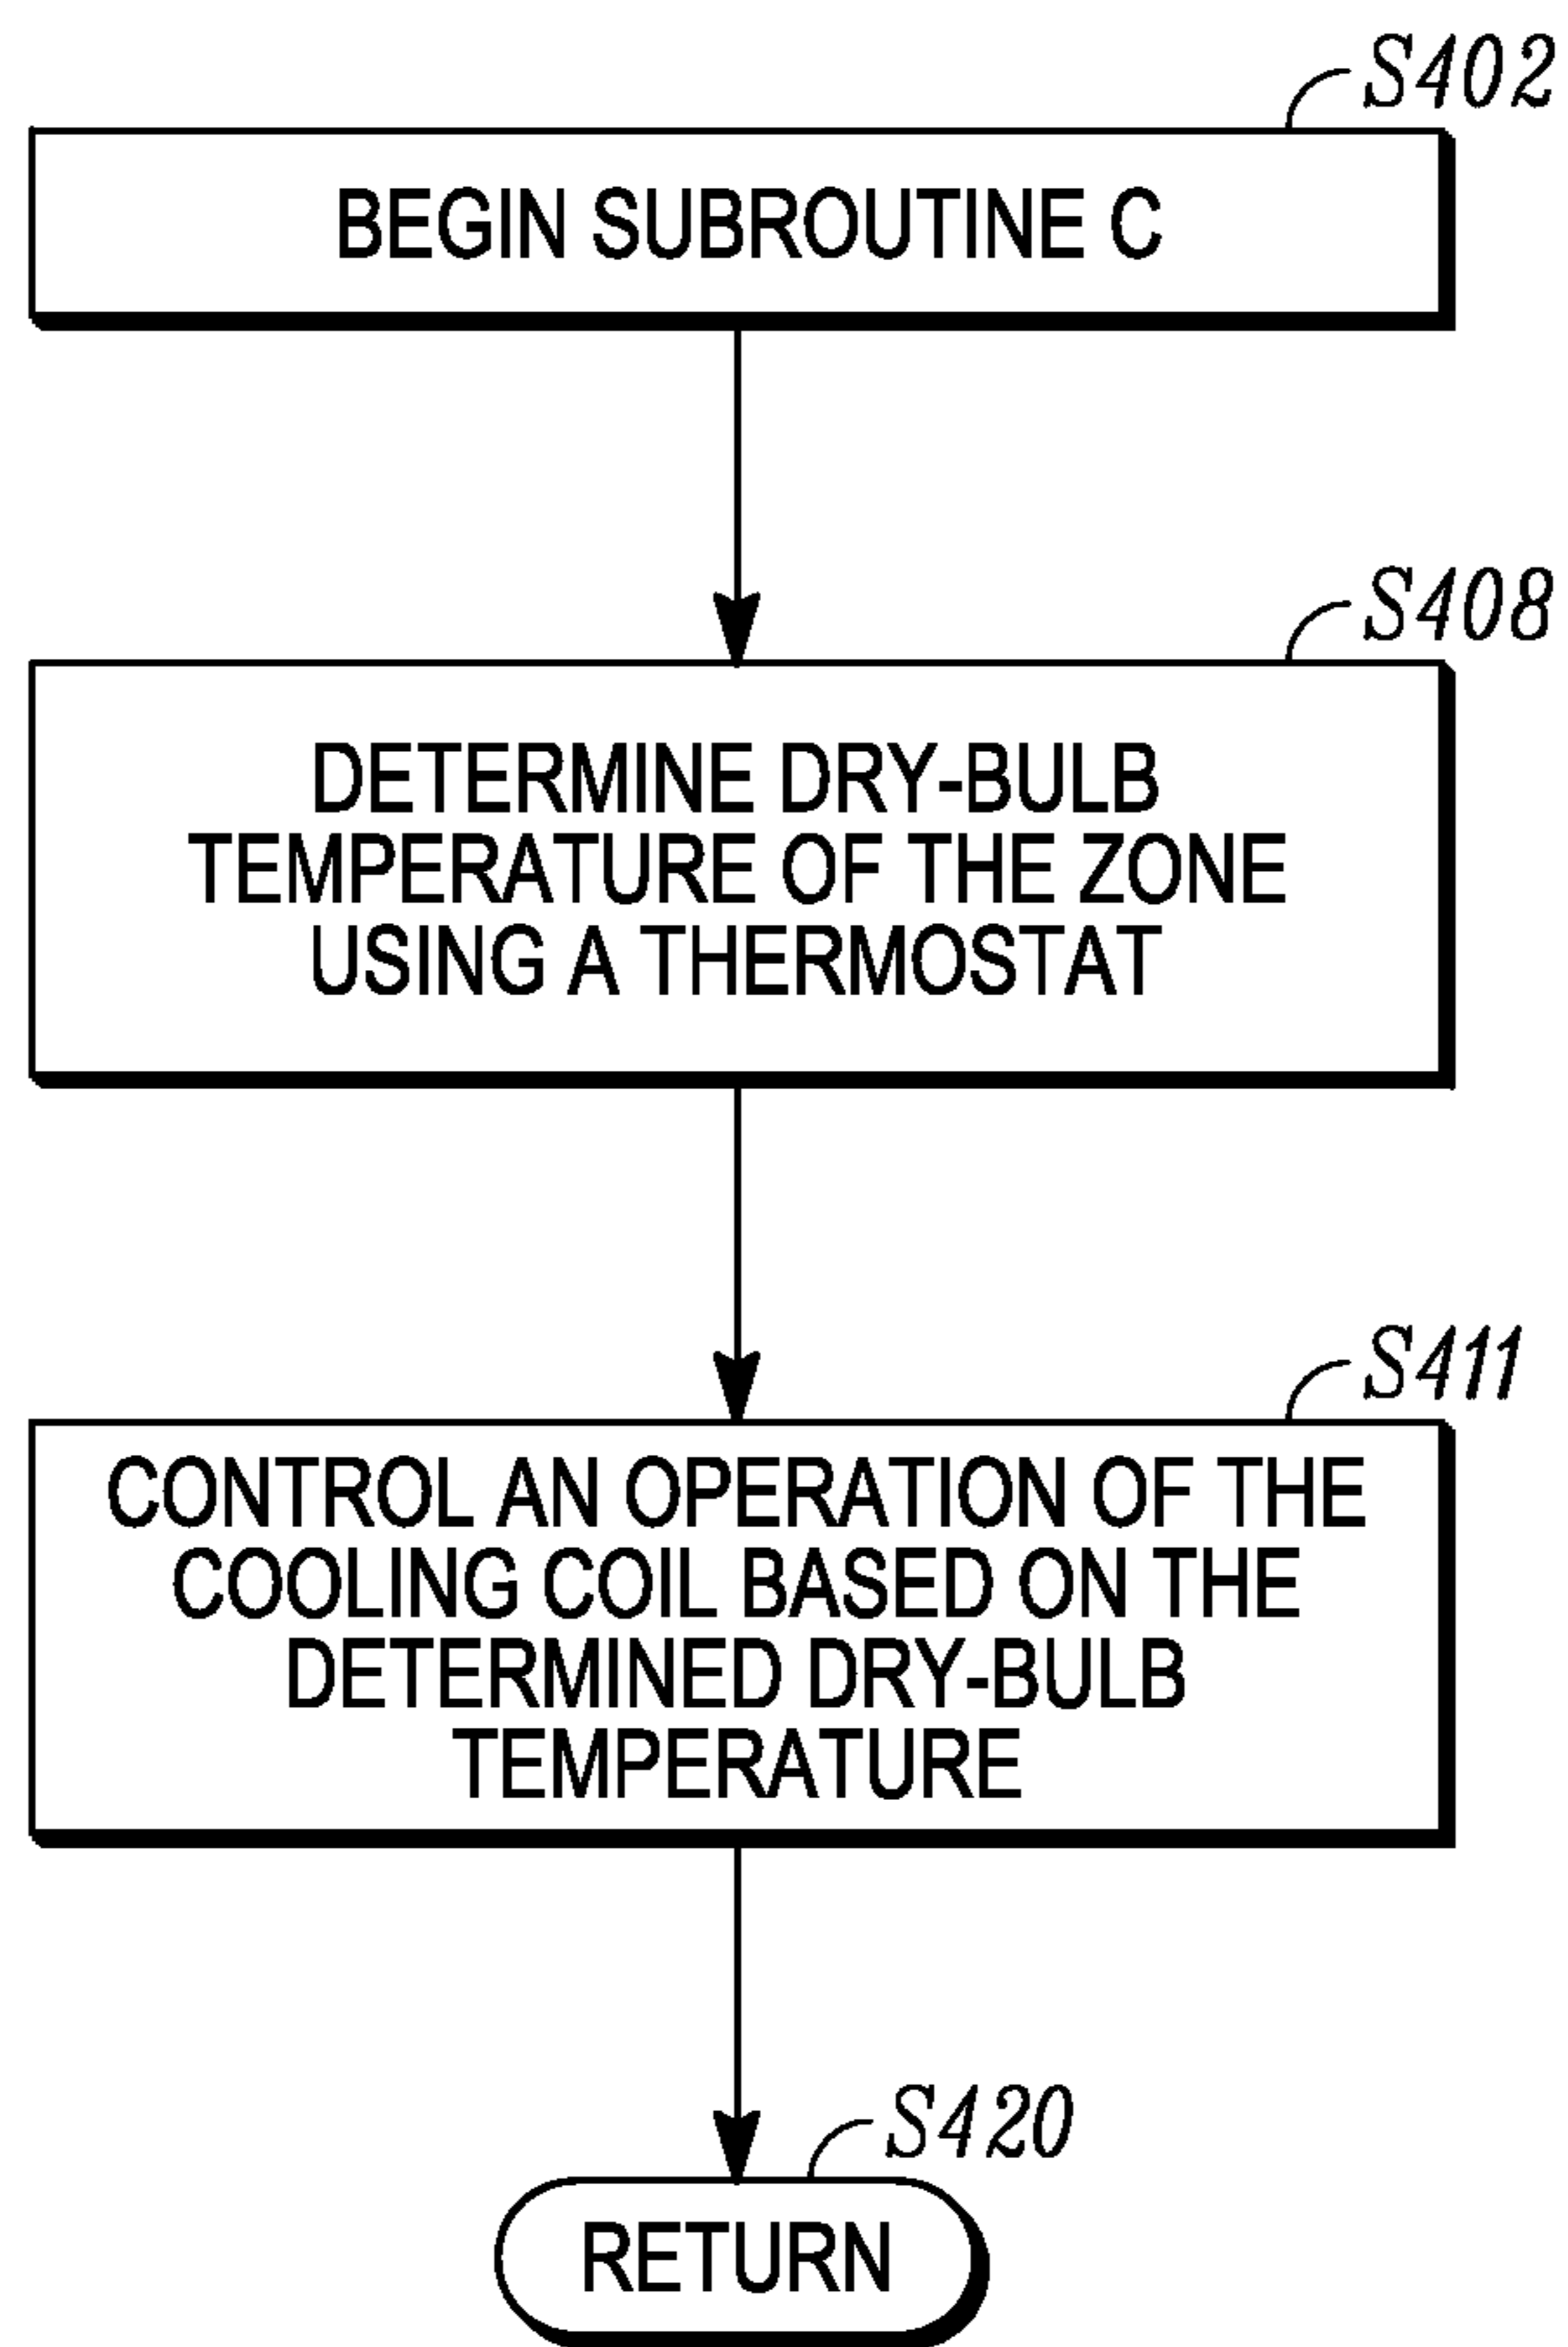 S402
BEGIN SUBROUTINE C
S408
DETERMINE DRY-BULB
TEMPERATURE OF THE ZONE
USING A THERMOSTAT
S411
CONTROL AN OPERATION OF THE
COOLING COIL BASED ON THE
DETERMINED DRY-BULB
TEMPERATURE
S420
RETURN